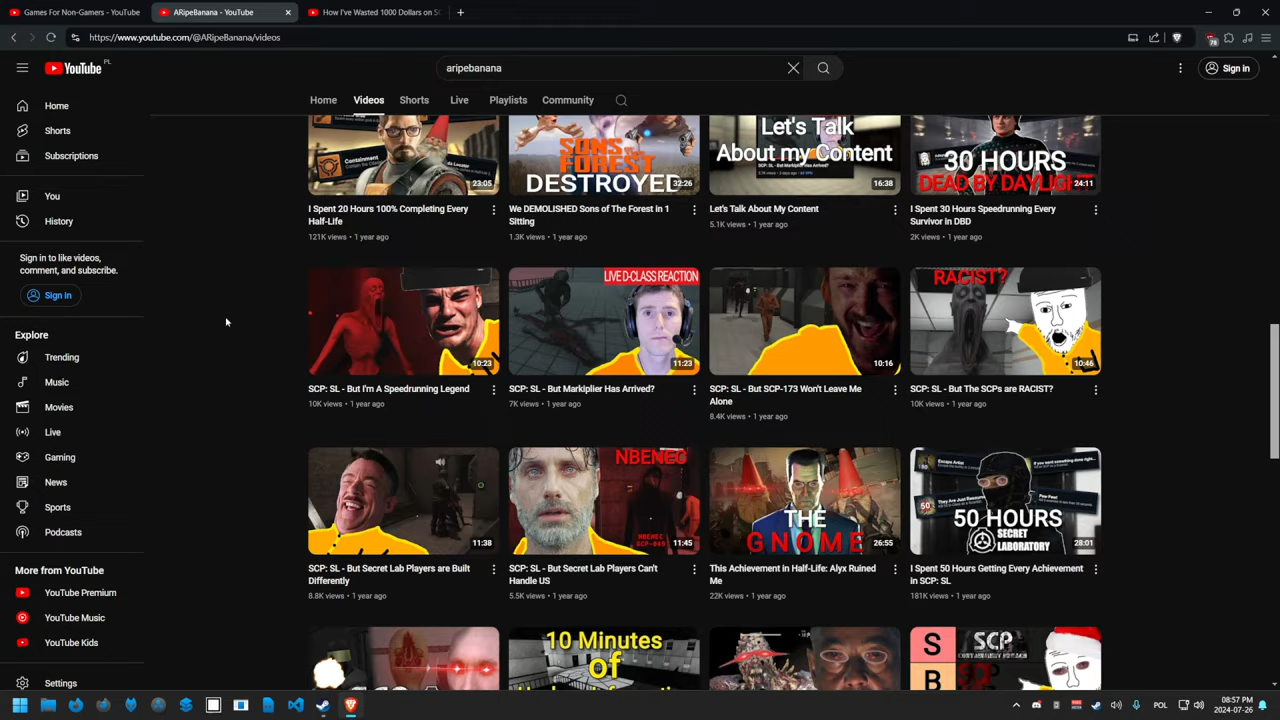 Games For Non-Gamers - YouTube
ARipeBanana - YouTube
How I've Wasted 1000 Dollars on SC
https://www.youtube.com/@ARipeBanana/videos
78
YouTube PL
aripebanana
Sign in
Home
Videos
Shorts
Live
Playlists
Community
Home
Shorts
Subscriptions
You
History
Sign in to like videos,
comment, and subscribe.
Sign in
Explore
Trending
Music
Movies
Live
Gaming
News
Sports
Podcasts
More from YouTube
YouTube Premium
YouTube Music
YouTube Kids
Settings
Containment
23:05
I Spent 20 Hours 100% Completing Every
Half-Life
121K views • 1 year ago
SONS
FOREST
DESTROYED
32:26
We DEMOLISHED Sons of The Forest in 1
Sitting
1.3K views • 1 year ago
Let's Talk
About my Content
16:38
Let's Talk About My Content
5.1K views • 1 year ago
30 HOURS
DEAD BY DAYLIGHT
24:11
I Spent 30 Hours Speedrunning Every
Survivor in DBD
2K views • 1 year ago
10:23
SCP: SL - But I'm A Speedrunning Legend
10K views • 1 year ago
LIVE D-CLASS REACTION
11:23
SCP: SL - But Markiplier Has Arrived?
7K views • 1 year ago
10:16
SCP: SL - But SCP-173 Won't Leave Me
Alone
8.4K views • 1 year ago
RACIST?
10:46
SCP: SL - But The SCPs are RACIST?
10K views • 1 year ago
11:38
SCP: SL - But Secret Lab Players are Built
Differently
8.8K views • 1 year ago
NBENEG
11:45
SCP: SL - But Secret Lab Players Can't
Handle US
5.5K views • 1 year ago
THE
GNOME
26:55
This Achievement in Half-Life: Alyx Ruined
Me
22K views • 1 year ago
Escape Artist
They Are Just Resources
50 HOURS
SECRET
LABORATORY
28:01
I Spent 50 Hours Getting Every Achievement
in SCP: SL
181K views • 1 year ago
10 Minutes
of
S
B
SCP
POL
08:57 PM
2024-07-26